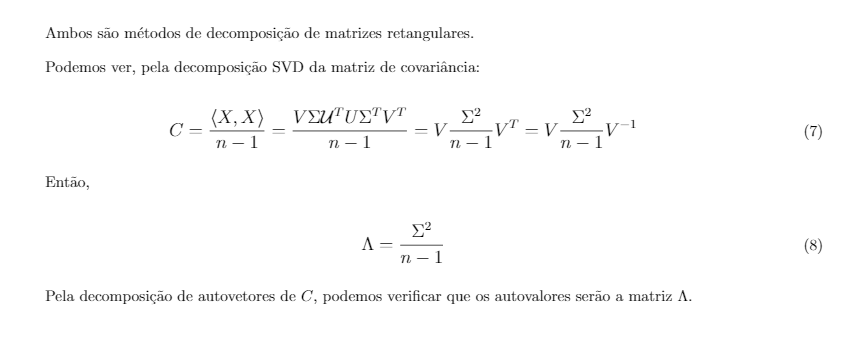 Ambos são métodos de decomposição de matrizes retangulares.
Podemos ver, pela decomposição SVD da matriz de covariância:
$C = \frac{\langle X, X \rangle}{n-1} = \frac{V \Sigma \mathcal{U}^T U \Sigma^T V^T}{n-1} = V \frac{\Sigma^2}{n-1} V^T = V \frac{\Sigma^2}{n-1} V^{-1}$ (7)
Então,
$\Lambda = \frac{\Sigma^2}{n-1}$ (8)
Pela decomposição de autovetores de $C$, podemos verificar que os autovalores serão a matriz $\Lambda$.